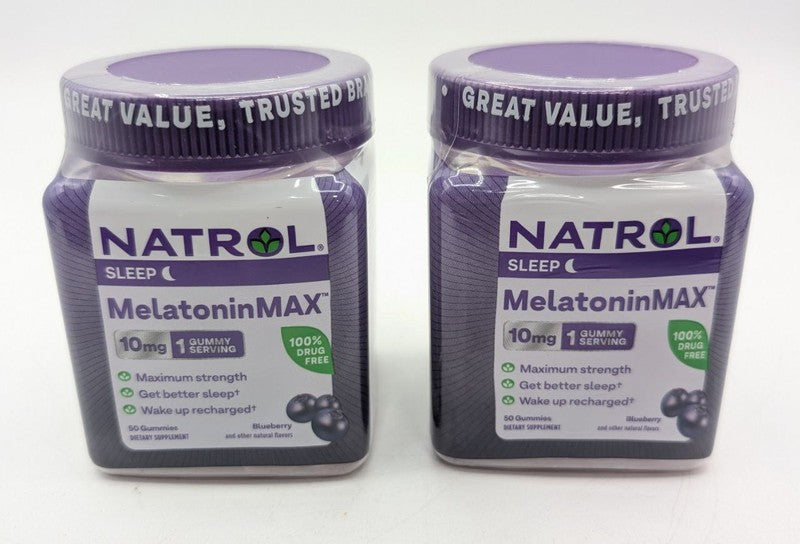 GREAT VALUE, TRUSTED
NATROL®
SLEEP
MelatoninMAX™
10mg 1 GUMMY SERVING
100%
DRUG
FREE
Maximum strength
Get better sleep†
Wake up recharged†
50 Gummies
DIETARY SUPPLEMENT
Blueberry
and other natural flavors
• GREAT VALUE, TRUSTED
NATROL®
SLEEP
MelatoninMAX™
10mg 1 GUMMY SERVING
100%
DRUG
FREE
Maximum strength
Get better sleep†
Wake up recharged†
50 Gummies
DIETARY SUPPLEMENT
Blueberry
and other natural flavors